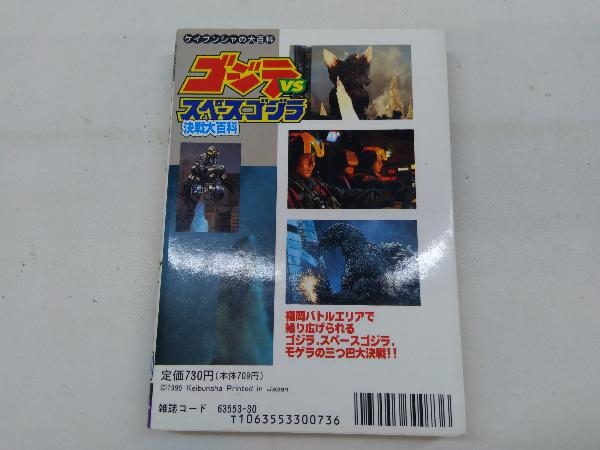 ケイブンシャの大百科
ゴジラ
VS
スペースゴジラ
決戦大百科
福岡バトルエリアで
繰り広げられる
ゴジラ、スペースゴジラ、
モゲラの三つ巴大決戦!!
定価730円(本体709円)
©1995 Keibunsha Printed in Japan
雑誌コード 63553-30
T1063553300736